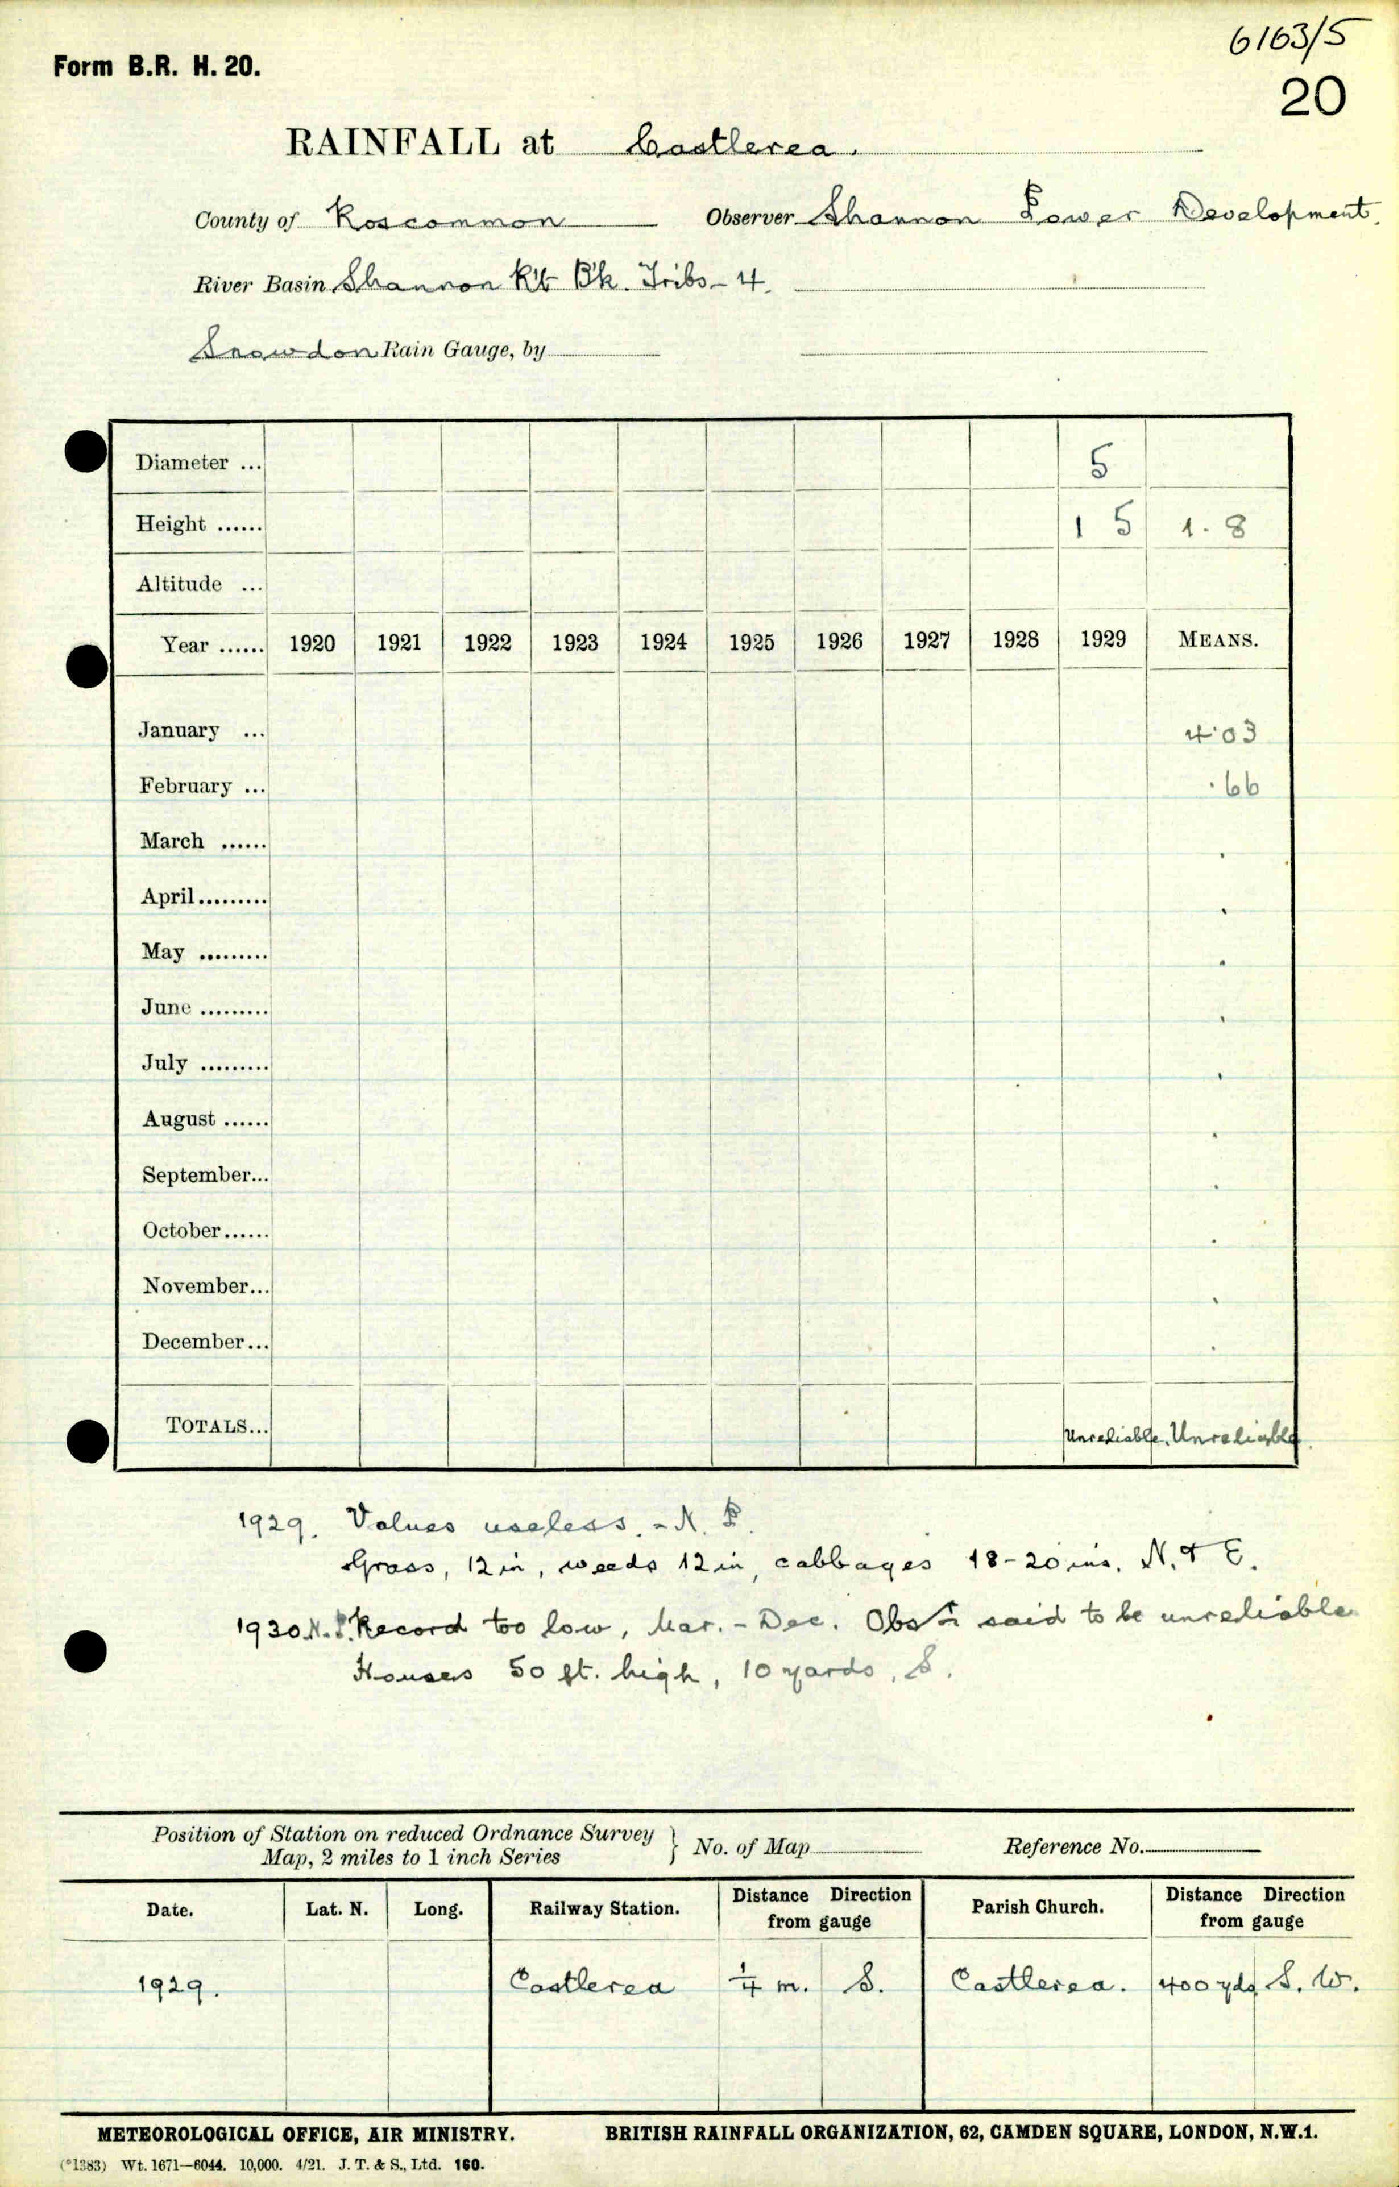 6163/5
Form B.R. H. 20.
20
RAINFALL at Castlerea.
County of Roscommon Observer Shannon Power Development.
River Basin Shannon Rt Bk. Tribs - 4.
Snowdon Rain Gauge, by
Diameter ... 5
Height ...... 1 5 1. 8
Altitude ...
Year ...... 1920 1921 1922 1923 1924 1925 1926 1927 1928 1929 MEANS.
January ... 4·03
February ... ·66
March ...... .
April......... .
May ......... .
June ......... .
July ......... .
August ...... .
September... .
October...... .
November... .
December... .
TOTALS... Unreliable. Unreliable.
1929. Values useless. - N. P.
Grass, 12 in, weeds 12 in, cabbages 18-20 ins. N. & E.
1930 N. P. Record too low, Mar. - Dec. Obsr said to be unreliable
Houses 50 ft. high, 10 yards, S.
Position of Station on reduced Ordnance Survey
Map, 2 miles to 1 inch Series } No. of Map Reference No.
Date. Lat. N. Long. Railway Station. Distance Direction from gauge Parish Church. Distance Direction from gauge
1929. Castlerea 1/4 m. S. Castlerea. 400 yds. S. W.
METEOROLOGICAL OFFICE, AIR MINISTRY. BRITISH RAINFALL ORGANIZATION, 62, CAMDEN SQUARE, LONDON, N.W.1.
(*1383) Wt. 1671—6044. 10,000. 4/21. J. T. & S., Ltd. 160.